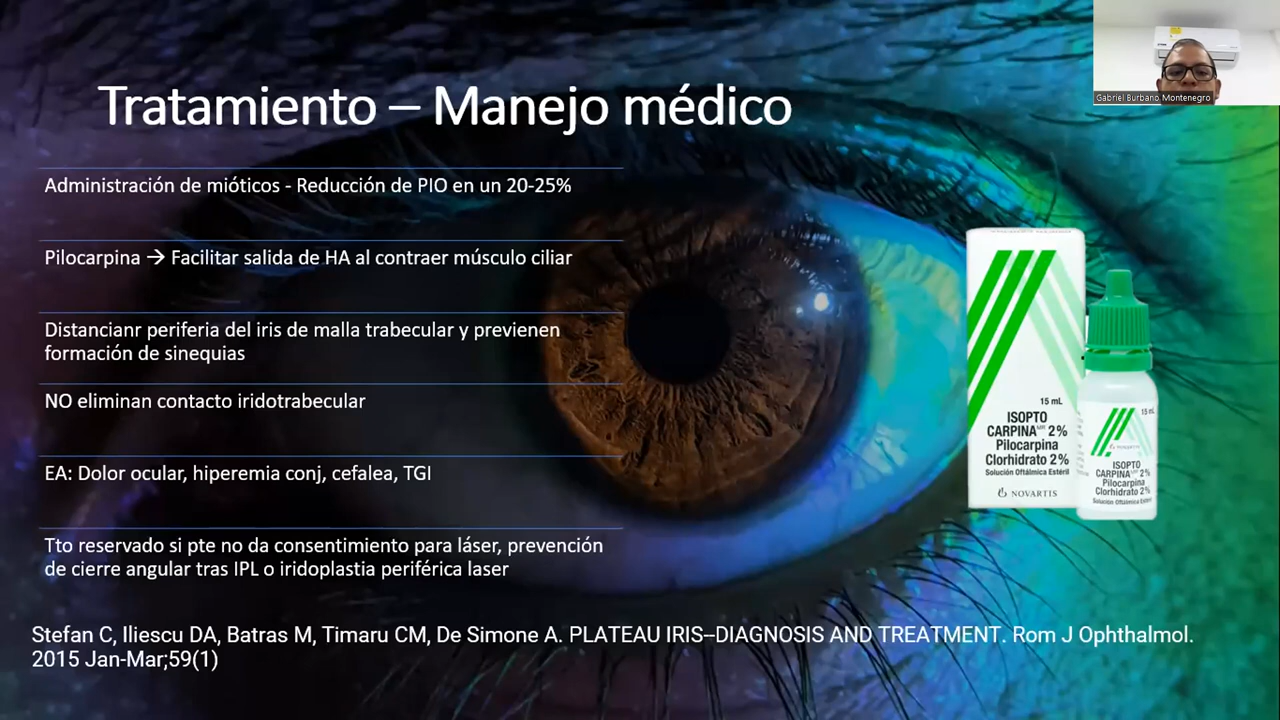 Gabriel Burbano Montenegro
Tratamiento – Manejo médico
Administración de mióticos - Reducción de PIO en un 20-25%
Pilocarpina → Facilitar salida de HA al contraer músculo ciliar
Distancianr periferia del iris de malla trabecular y previenen
formación de sinequias
NO eliminan contacto iridotrabecular
EA: Dolor ocular, hiperemia conj, cefalea, TGI
Tto reservado si pte no da consentimiento para láser, prevención
de cierre angular tras IPL o iridoplastia periférica laser
15 mL
ISOPTO
CARPINA MR 2%
Pilocarpina
Clorhidrato 2%
Solución Oftálmica Estéril
NOVARTIS
15 mL
NOVARTIS
ISOPTO
CARPINA 2%
Pilocarpina
Clorhidrato 2%
Solución Oftálmica Estéril
Stefan C, Iliescu DA, Batras M, Timaru CM, De Simone A. PLATEAU IRIS--DIAGNOSIS AND TREATMENT. Rom J Ophthalmol.
2015 Jan-Mar;59(1)